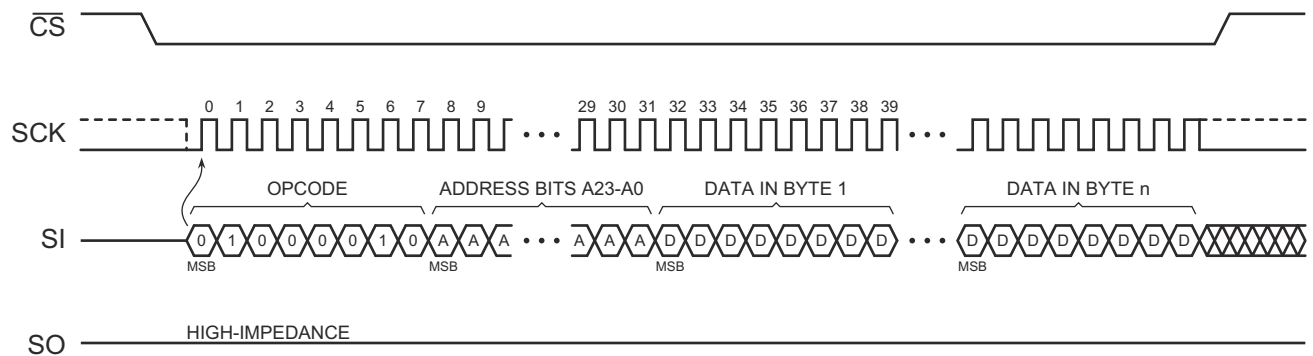 CS
0 1 2 3 4 5 6 7 8 9 29 30 31 32 33 34 35 36 37 38 39
SCK
OPCODE ADDRESS BITS A23-A0 DATA IN BYTE 1 DATA IN BYTE n
SI 0 1 0 0 0 0 1 0 A A A A A A D D D D D D D D D D D D D D D D
MSB MSB MSB MSB
HIGH-IMPEDANCE
SO